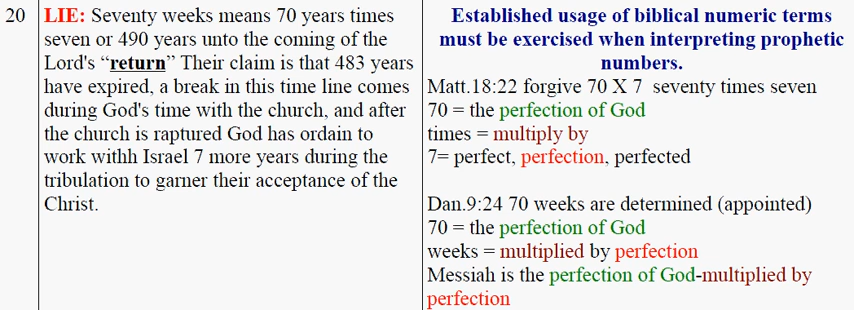 20
LIE: Seventy weeks means 70 years times
seven or 490 years unto the coming of the
Lord's “return” Their claim is that 483 years
have expired, a break in this time line comes
during God's time with the church, and after
the church is raptured God has ordain to
work withh Israel 7 more years during the
tribulation to garner their acceptance of the
Christ.
Established usage of biblical numeric terms
must be exercised when interpreting prophetic
numbers.
Matt.18:22 forgive 70 X 7 seventy times seven
70 = the perfection of God
times = multiply by
7= perfect, perfection, perfected
Dan.9:24 70 weeks are determined (appointed)
70 = the perfection of God
weeks = multiplied by perfection
Messiah is the perfection of God-multiplied by
perfection